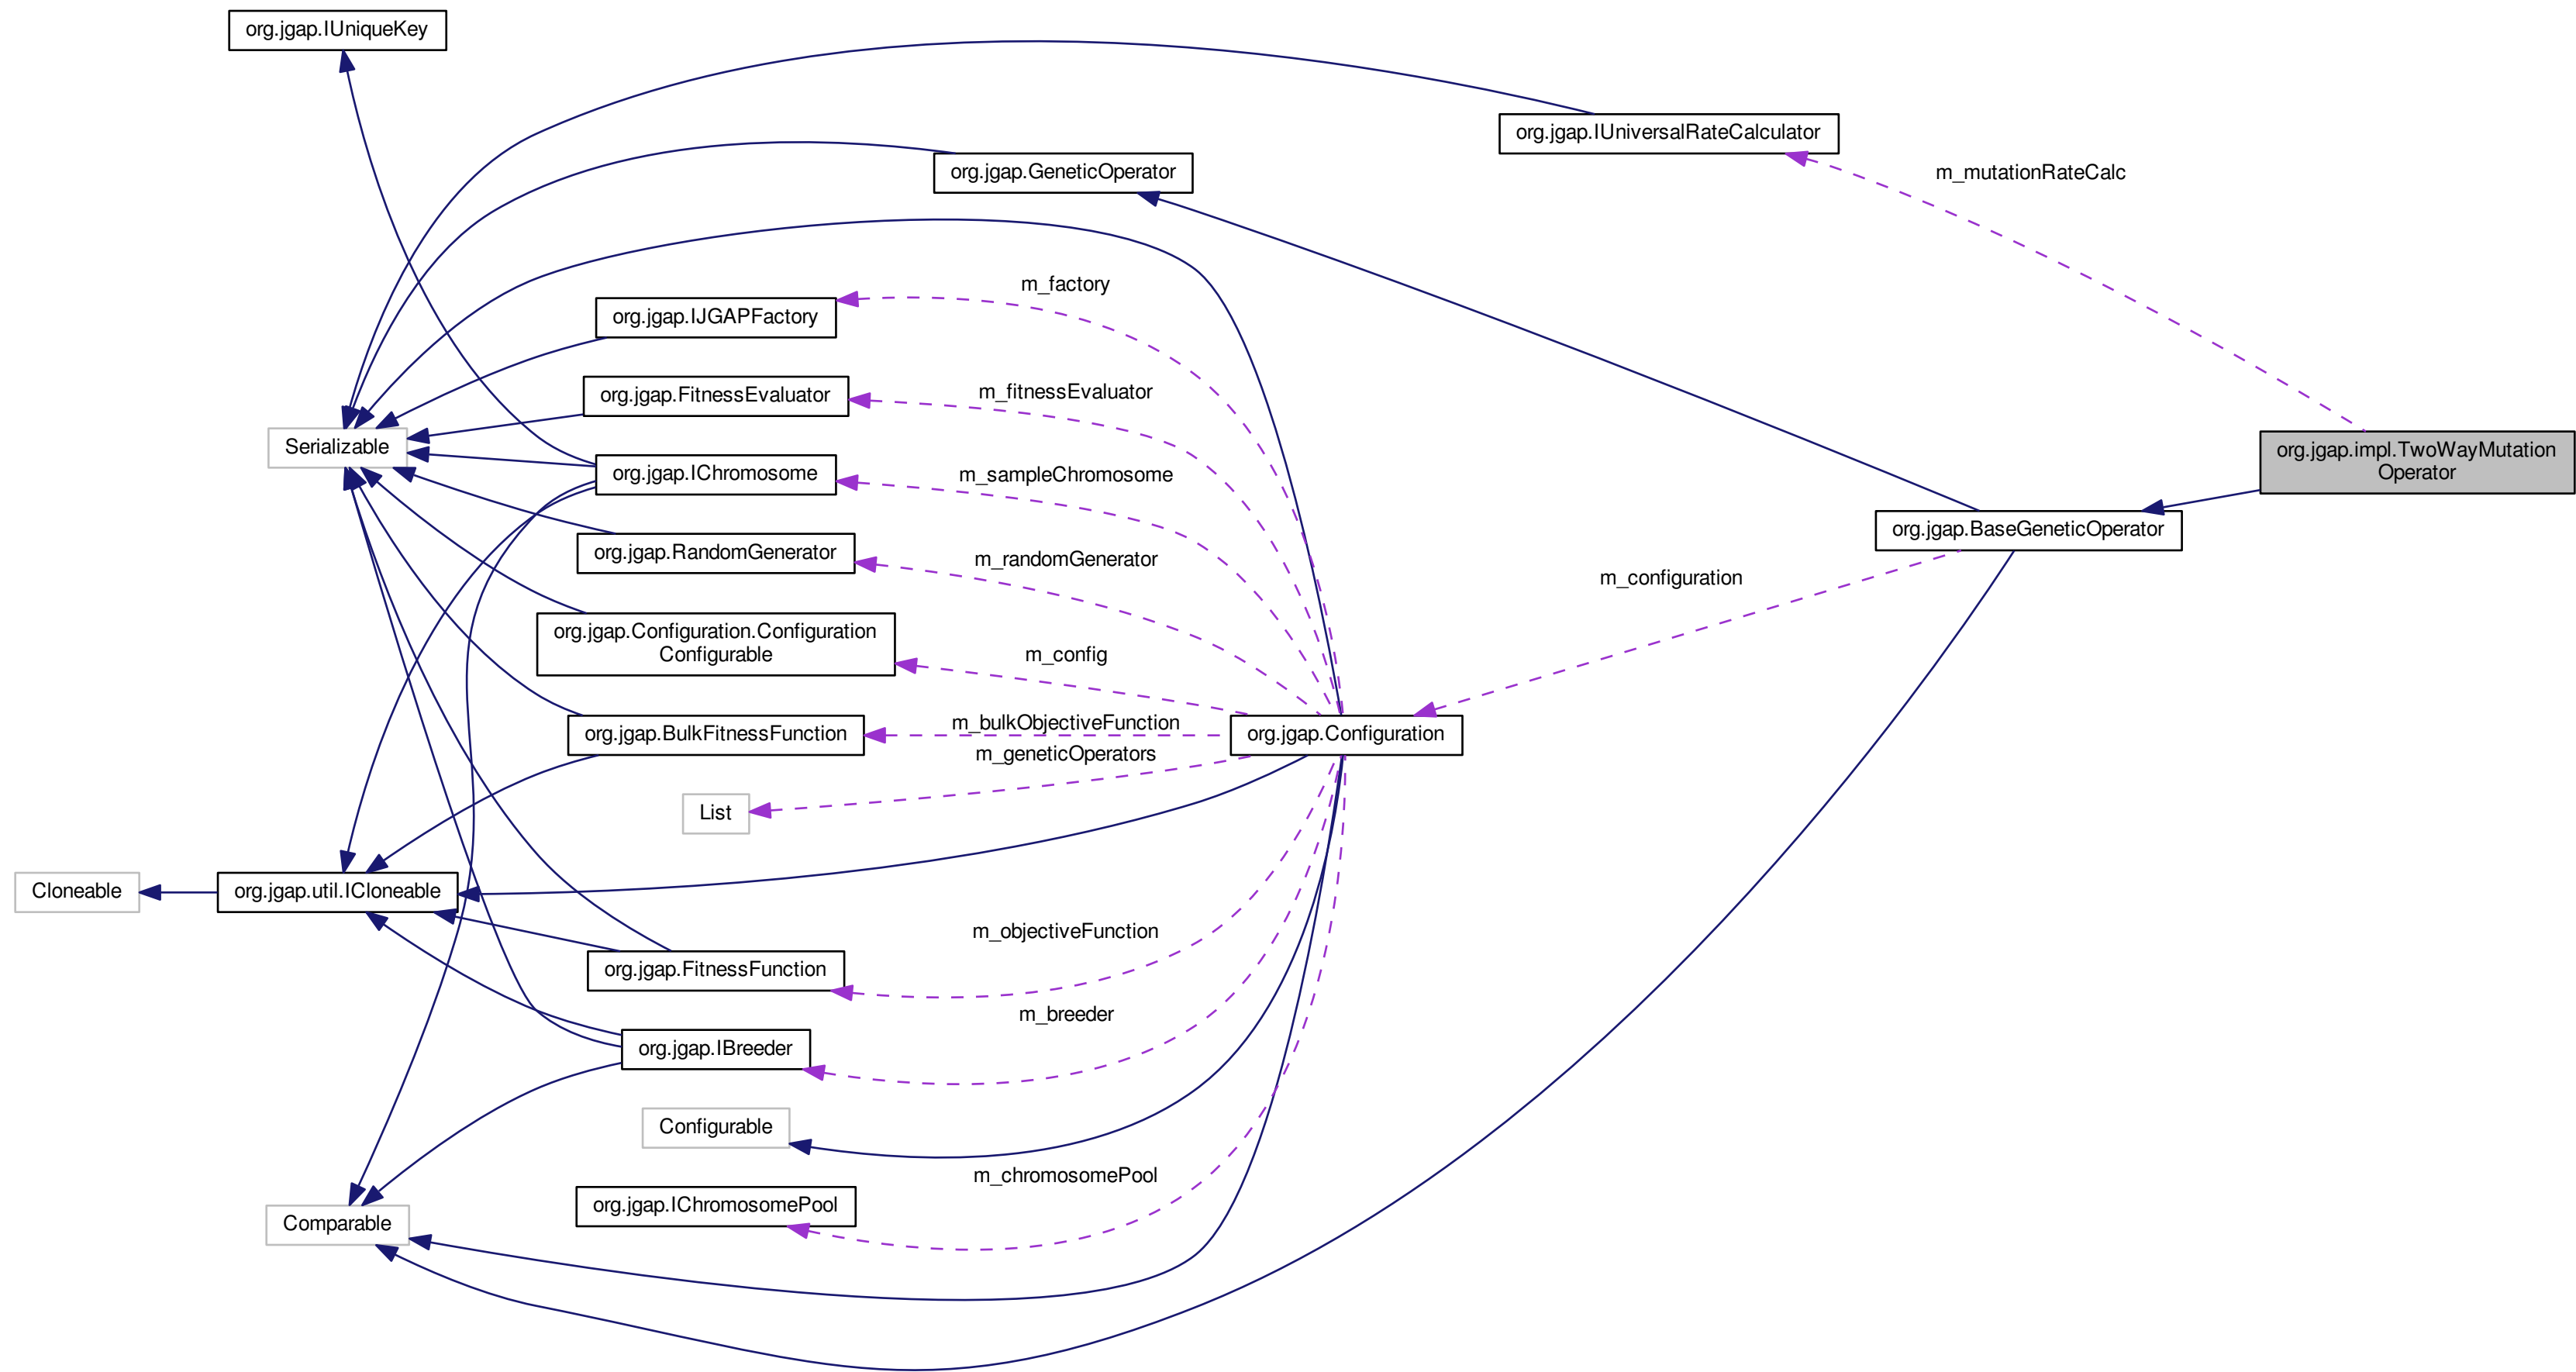 org.jgap.IUniqueKey
org.jgap.IUniversalRateCalculator
m_mutationRateCalc
org.jgap.GeneticOperator
m_factory
org.jgap.IJGAPFactory
m_fitnessEvaluator
org.jgap.FitnessEvaluator
Serializable
org.jgap.impl.TwoWayMutation
Operator
m_sampleChromosome
org.jgap.IChromosome
org.jgap.BaseGeneticOperator
m_randomGenerator
org.jgap.RandomGenerator
m_configuration
org.jgap.Configuration.Configuration
Configurable
m_config
m_bulkObjectiveFunction
org.jgap.BulkFitnessFunction
org.jgap.Configuration
m_geneticOperators
List
Cloneable
org.jgap.util.ICloneable
m_objectiveFunction
org.jgap.FitnessFunction
m_breeder
org.jgap.IBreeder
Configurable
m_chromosomePool
org.jgap.IChromosomePool
Comparable